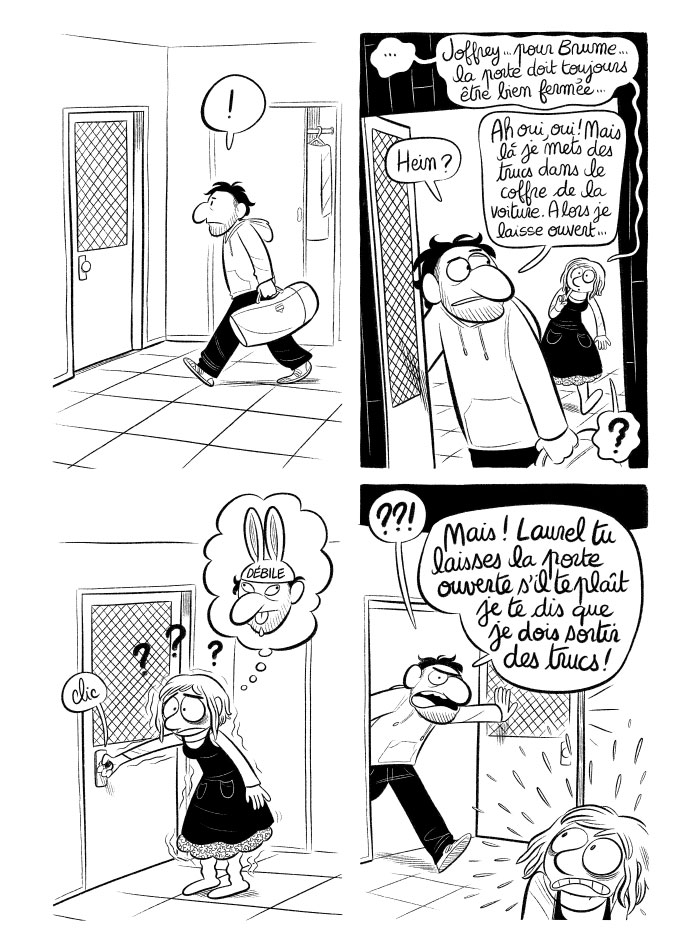 !
...
Joffrey... pour Brume...
la porte doit toujours
être bien fermée...
Hein ?
Ah oui, oui! Mais
là je mets des
trucs dans le
coffre de la
voiture. Alors je
laisse ouvert...
?
DÉBILE
? ? ?
clic
??!
Mais ! Laurel tu
laisses la porte
ouverte s'il te plaît
je te dis que
je dois sortir
des trucs !